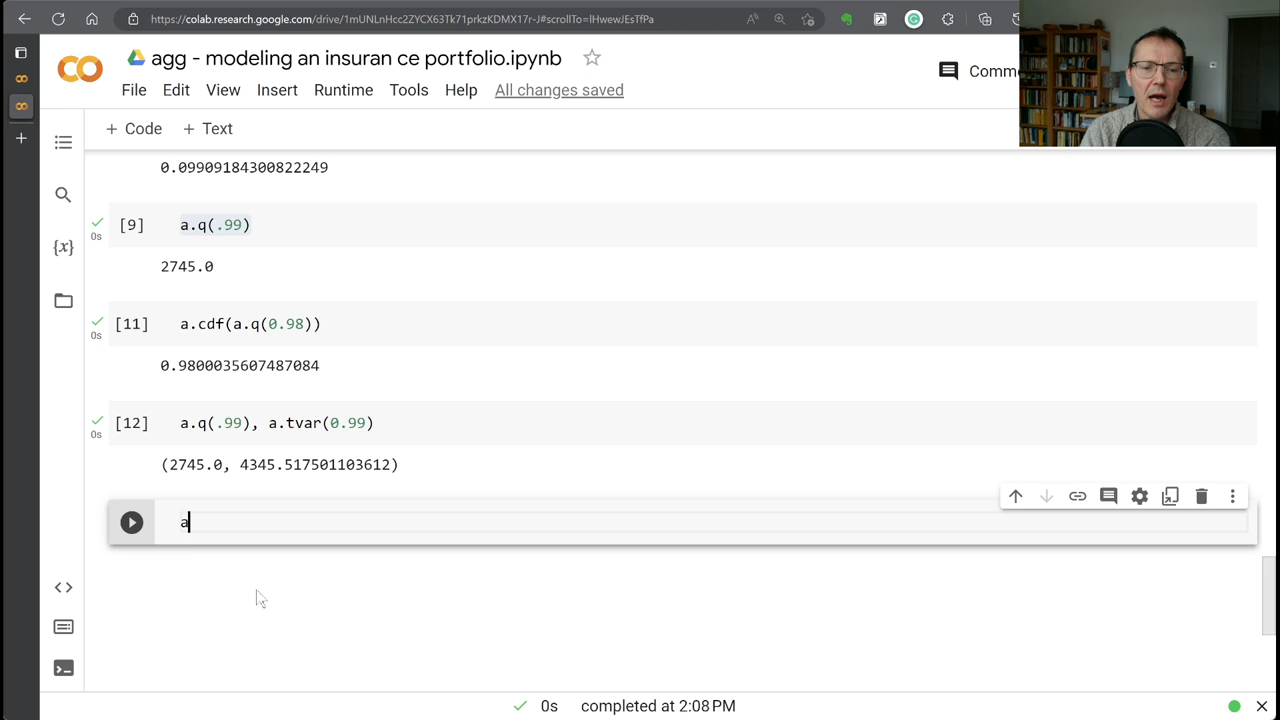 https://colab.research.google.com/drive/1mUNLnHcc2ZYCX63Tk71prkzKDMX17r-J#scrollTo=lHwewJEsTfPa
agg - modeling an insuran ce portfolio.ipynb
File Edit View Insert Runtime Tools Help All changes saved
Comme
+ Code + Text
0.09909184300822249
[9] a.q(.99)
0s
2745.0
[11] a.cdf(a.q(0.98))
0s
0.9800035607487084
[12] a.q(.99), a.tvar(0.99)
0s
(2745.0, 4345.517501103612)
a
0s completed at 2:08 PM